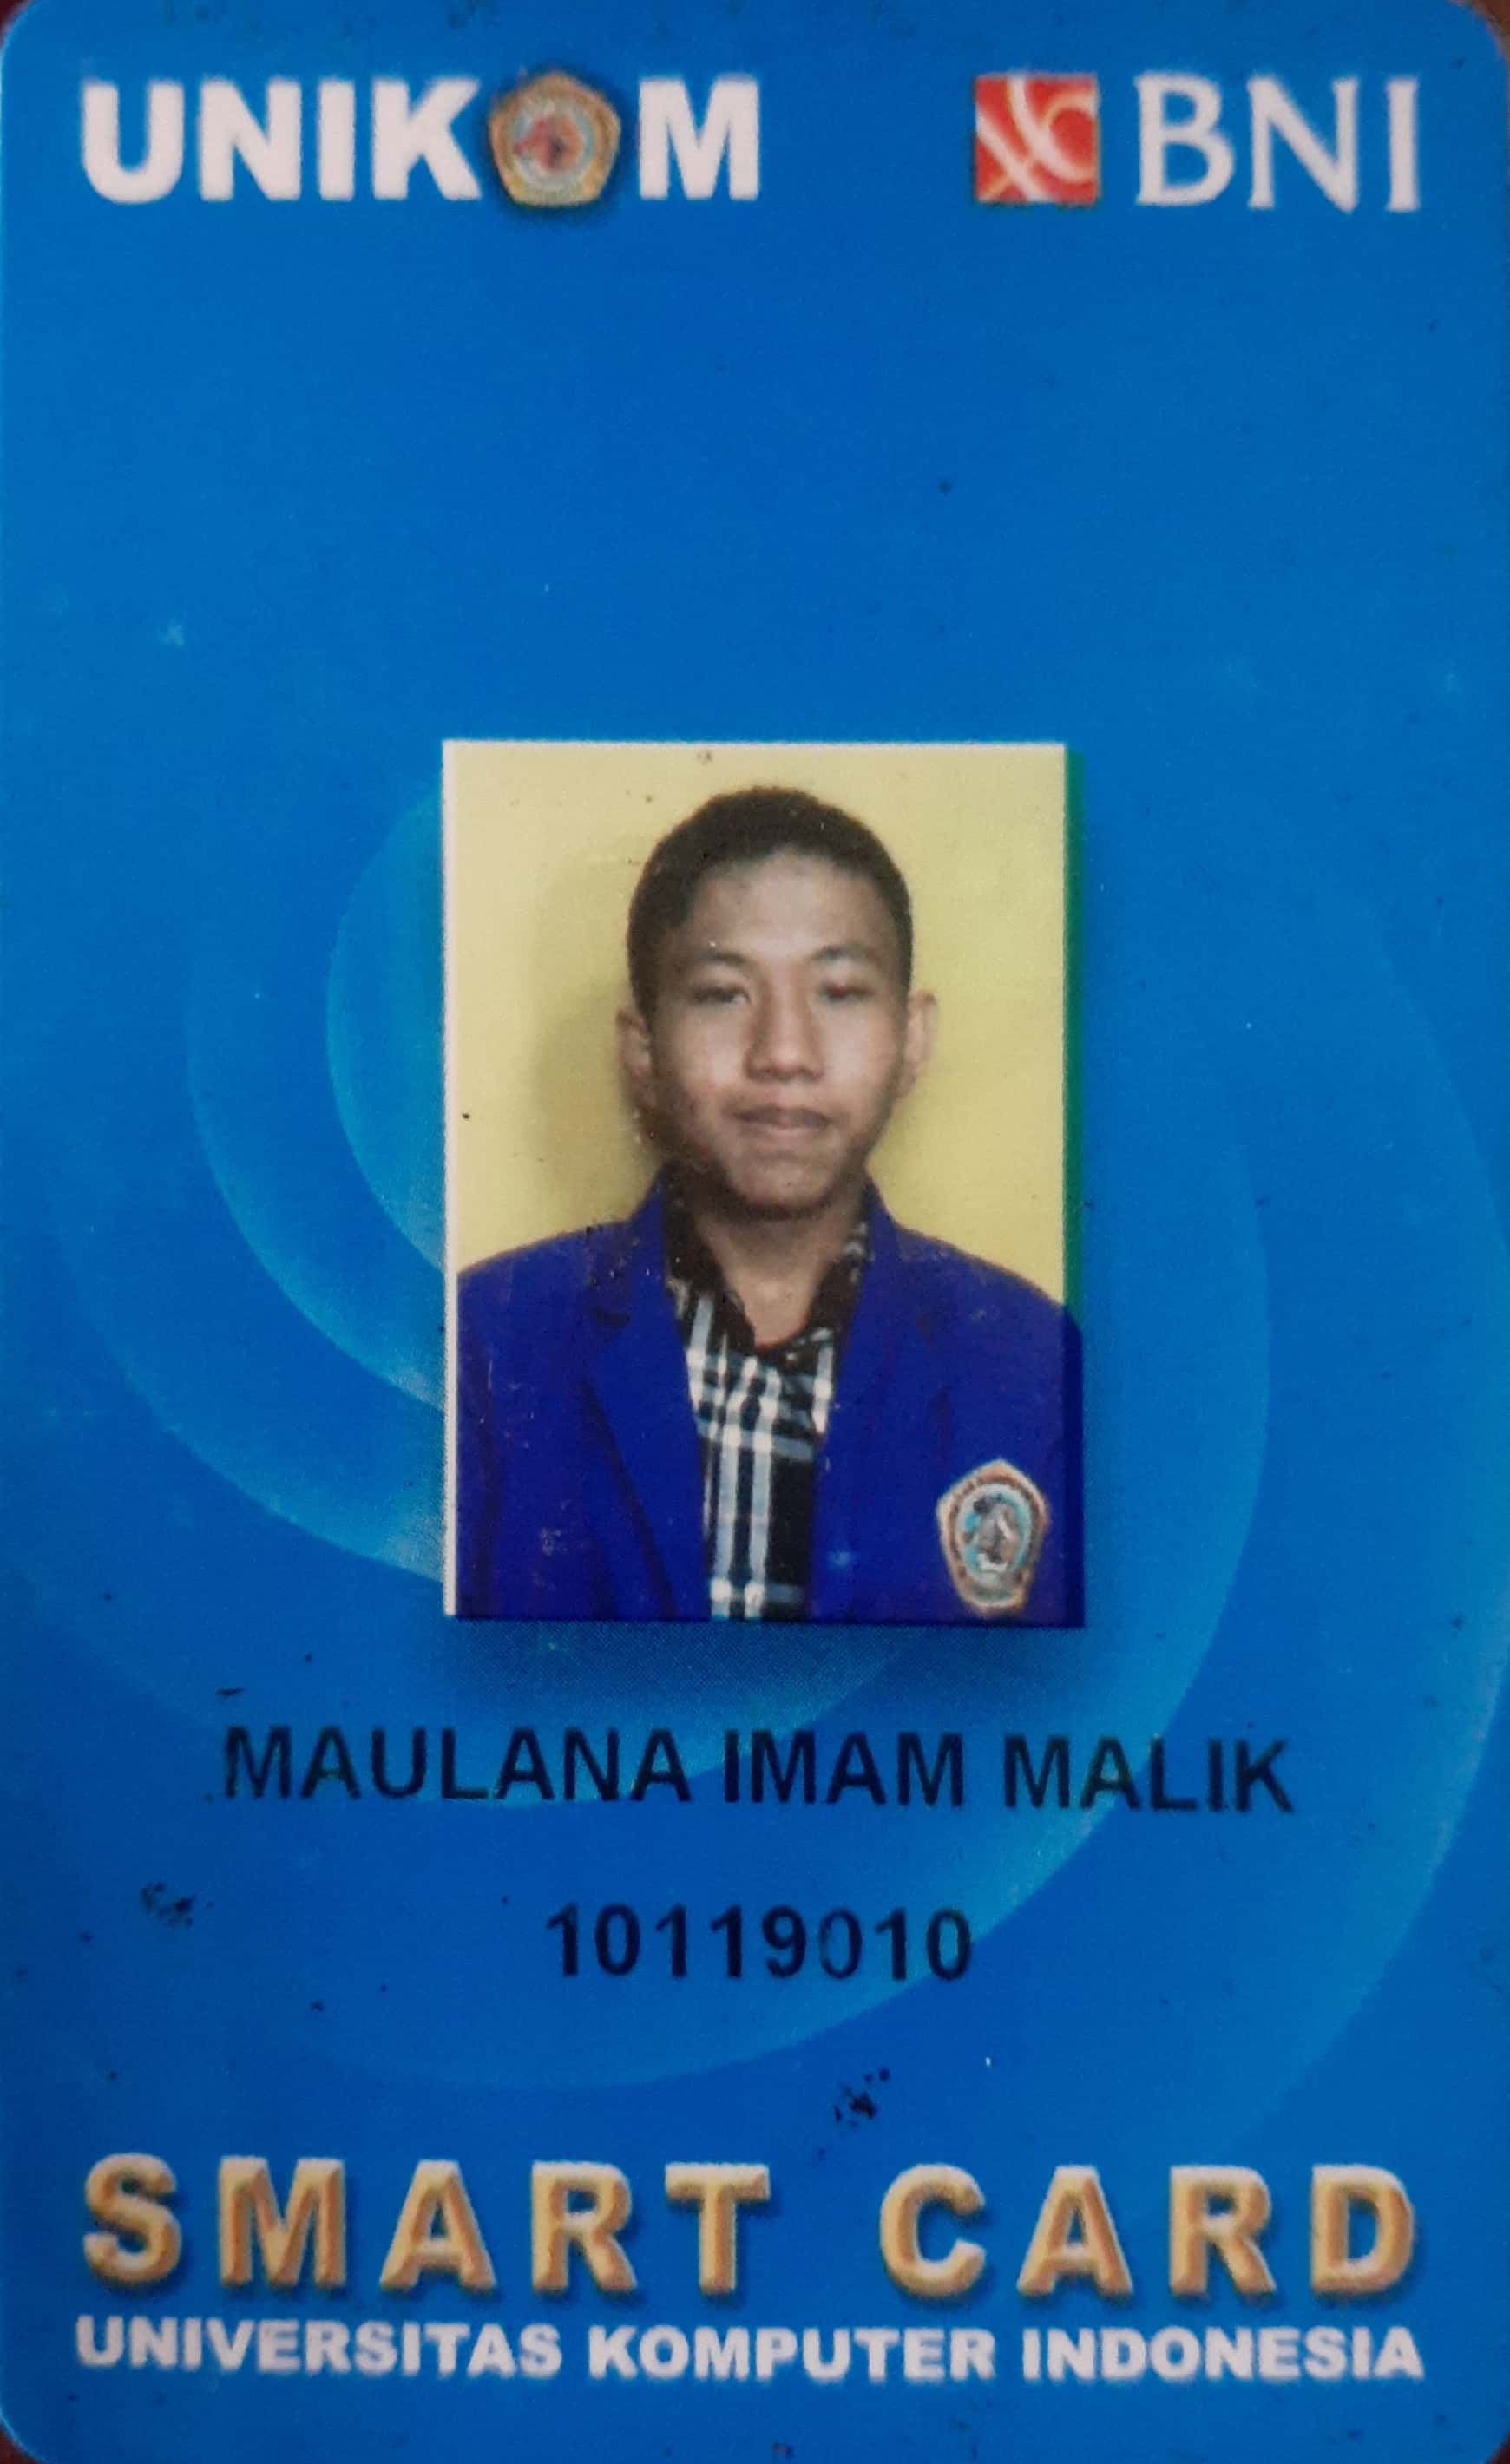 UNIKOM BNI
MAULANA IMAM MALIK
10119010
SMART CARD
UNIVERSITAS KOMPUTER INDONESIA